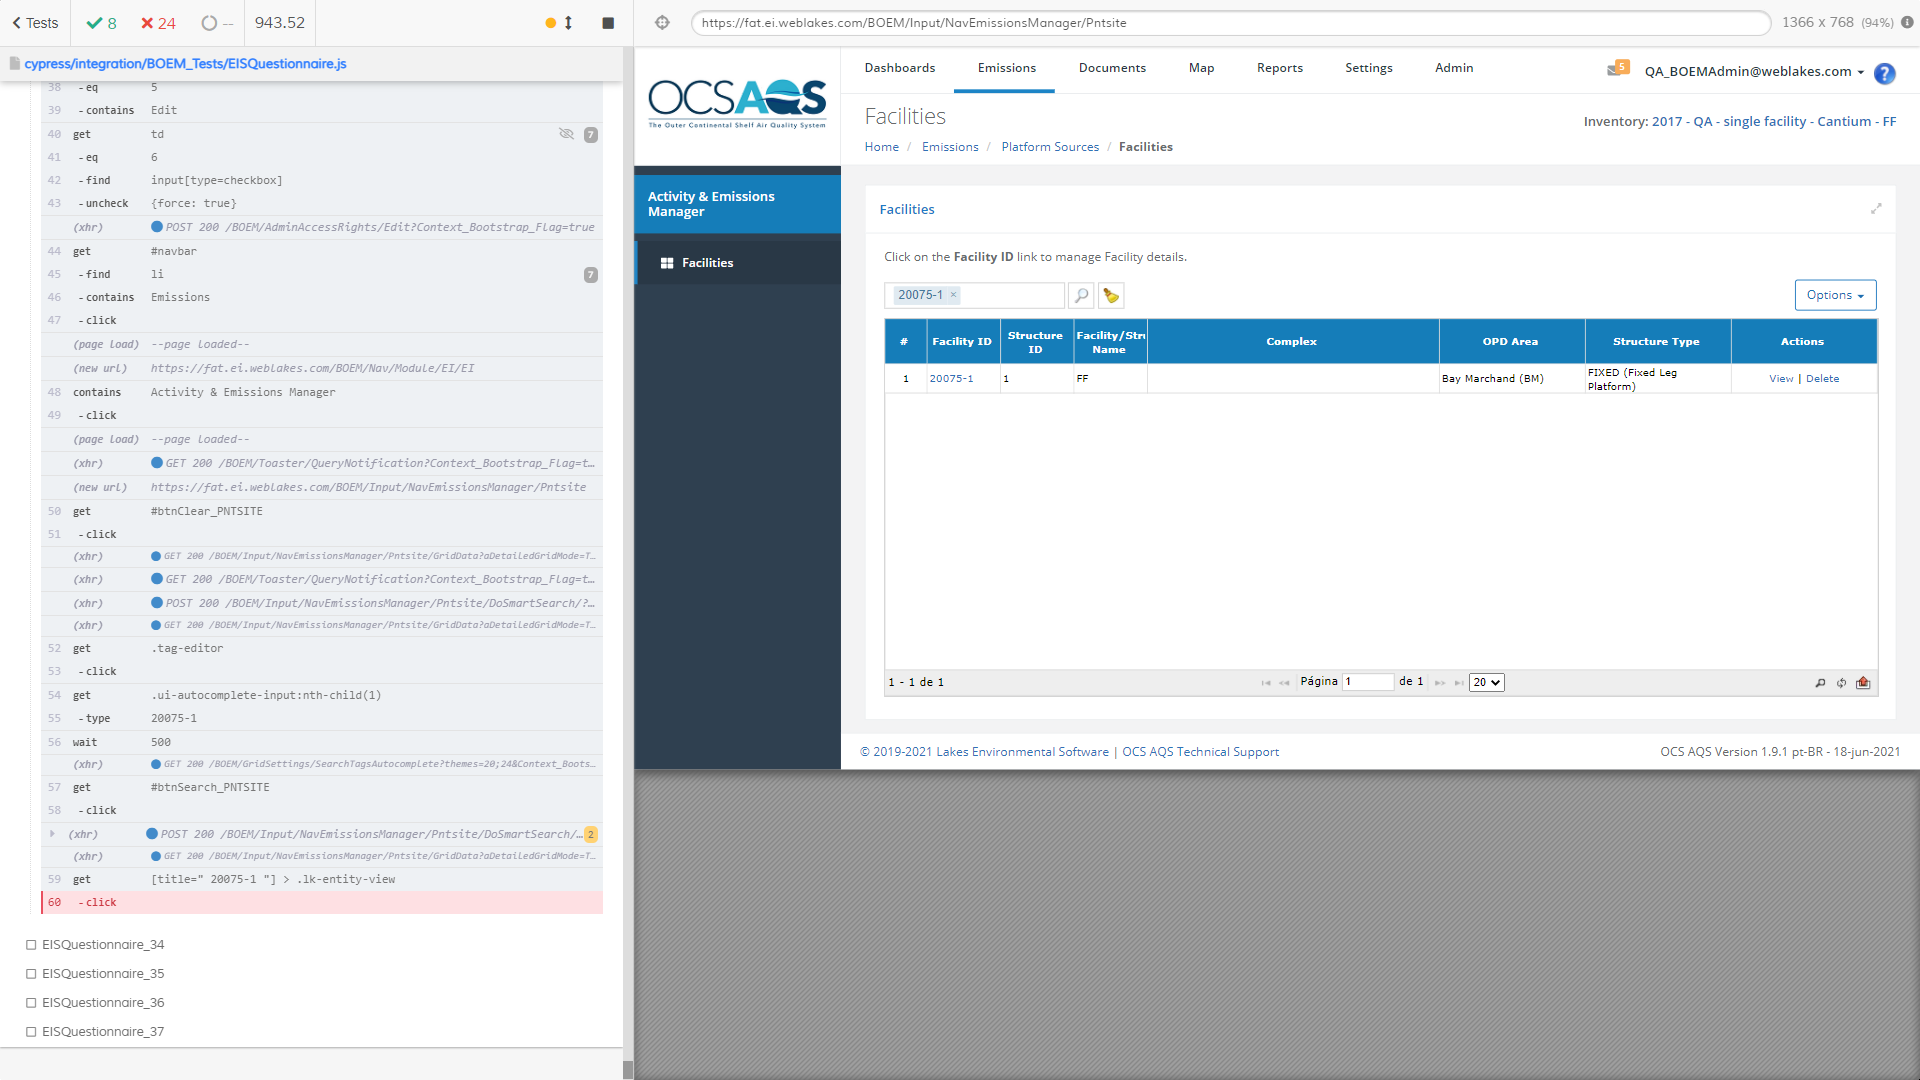 Tests
8
24
--
943.52
cypress/integration/BOEM_Tests/EISQuestionnaire.js
38 -eq 5
39 -contains Edit
40 get td 7
41 -eq 6
42 -find input[type=checkbox]
43 -uncheck {force: true}
(xhr) POST 200 /BOEM/AdminAccessRights/Edit?Context_Bootstrap_Flag=true
44 get #navbar
45 -find li 7
46 -contains Emissions
47 -click
(page load) --page loaded--
(new url) https://fat.ei.weblakes.com/BOEM/Nav/Module/EI/EI
48 contains Activity & Emissions Manager
49 -click
(page load) --page loaded--
(xhr) GET 200 /BOEM/Toaster/QueryNotification?Context_Bootstrap_Flag=t...
(new url) https://fat.ei.weblakes.com/BOEM/Input/NavEmissionsManager/Pntsite
50 get #btnClear_PNTSITE
51 -click
(xhr) GET 200 /BOEM/Input/NavEmissionsManager/Pntsite/GridData?aDetailedGridMode=T...
(xhr) GET 200 /BOEM/Toaster/QueryNotification?Context_Bootstrap_Flag=t...
(xhr) POST 200 /BOEM/Input/NavEmissionsManager/Pntsite/DoSmartSearch/?...
(xhr) GET 200 /BOEM/Input/NavEmissionsManager/Pntsite/GridData?aDetailedGridMode=T...
52 get .tag-editor
53 -click
54 get .ui-autocomplete-input:nth-child(1)
55 -type 20075-1
56 wait 500
(xhr) GET 200 /BOEM/GridSettings/SearchTagsAutocomplete?themes=20;24&Context_Boots...
57 get #btnSearch_PNTSITE
58 -click
(xhr) POST 200 /BOEM/Input/NavEmissionsManager/Pntsite/DoSmartSearch/... 2
(xhr) GET 200 /BOEM/Input/NavEmissionsManager/Pntsite/GridData?aDetailedGridMode=T...
59 get [title=" 20075-1 "] > .lk-entity-view
60 -click
EISQuestionnaire_34
EISQuestionnaire_35
EISQuestionnaire_36
EISQuestionnaire_37
https://fat.ei.weblakes.com/BOEM/Input/NavEmissionsManager/Pntsite
1366 x 768 (94%)
OCSAQS
The Outer Continental Shelf Air Quality System
Dashboards Emissions Documents Map Reports Settings Admin
5
QA_BOEMAdmin@weblakes.com
?
Facilities
Inventory: 2017 - QA - single facility - Cantium - FF
Home / Emissions / Platform Sources / Facilities
Activity & Emissions Manager
Facilities
Facilities
Click on the Facility ID link to manage Facility details.
20075-1 ×
Options
# Facility ID Structure ID Facility/Stru Name Complex OPD Area Structure Type Actions
1 20075-1 1 FF Bay Marchand (BM) FIXED (Fixed Leg Platform) View | Delete
1 - 1 de 1
Página 1 de 1 20
© 2019-2021 Lakes Environmental Software | OCS AQS Technical Support
OCS AQS Version 1.9.1 pt-BR - 18-jun-2021